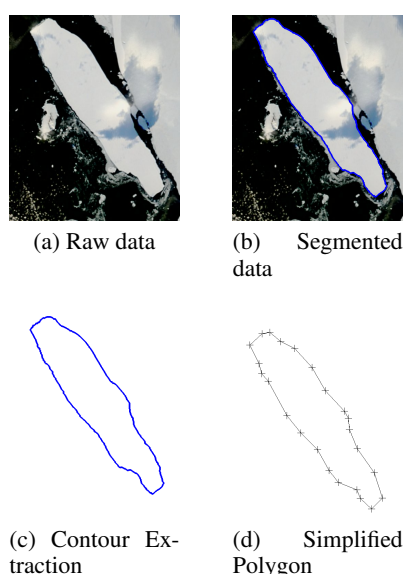 (a) Raw data
(b) Segmented
data
(c) Contour Ex-
traction
(d) Simplified
Polygon